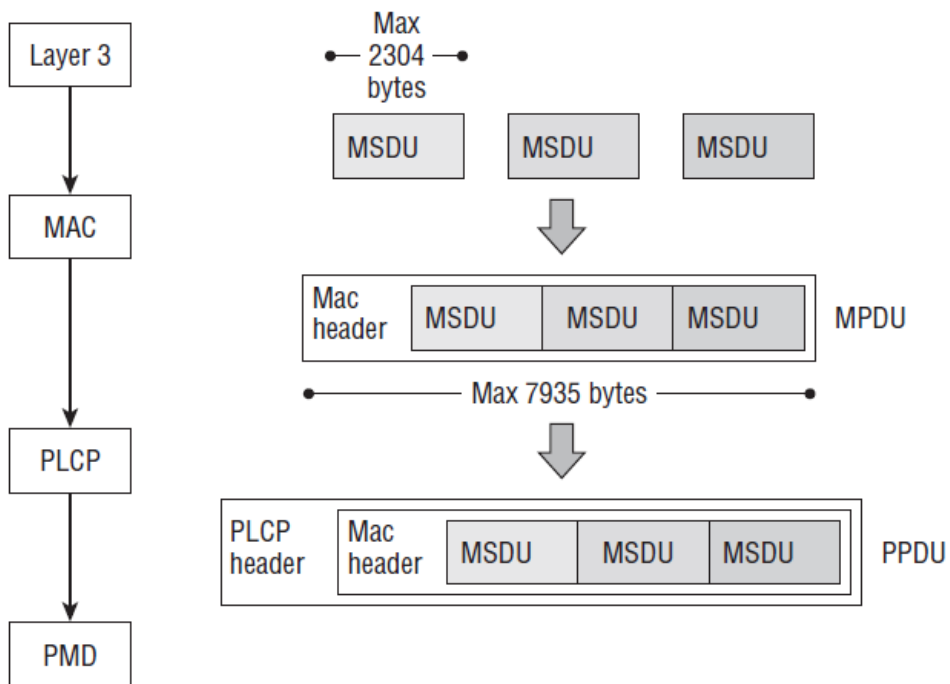 Layer 3
Max
2304
bytes
MSDU
MSDU
MSDU
MAC
Mac
header
MSDU
MSDU
MSDU
MPDU
Max 7935 bytes
PLCP
PLCP
header
Mac
header
MSDU
MSDU
MSDU
PPDU
PMD